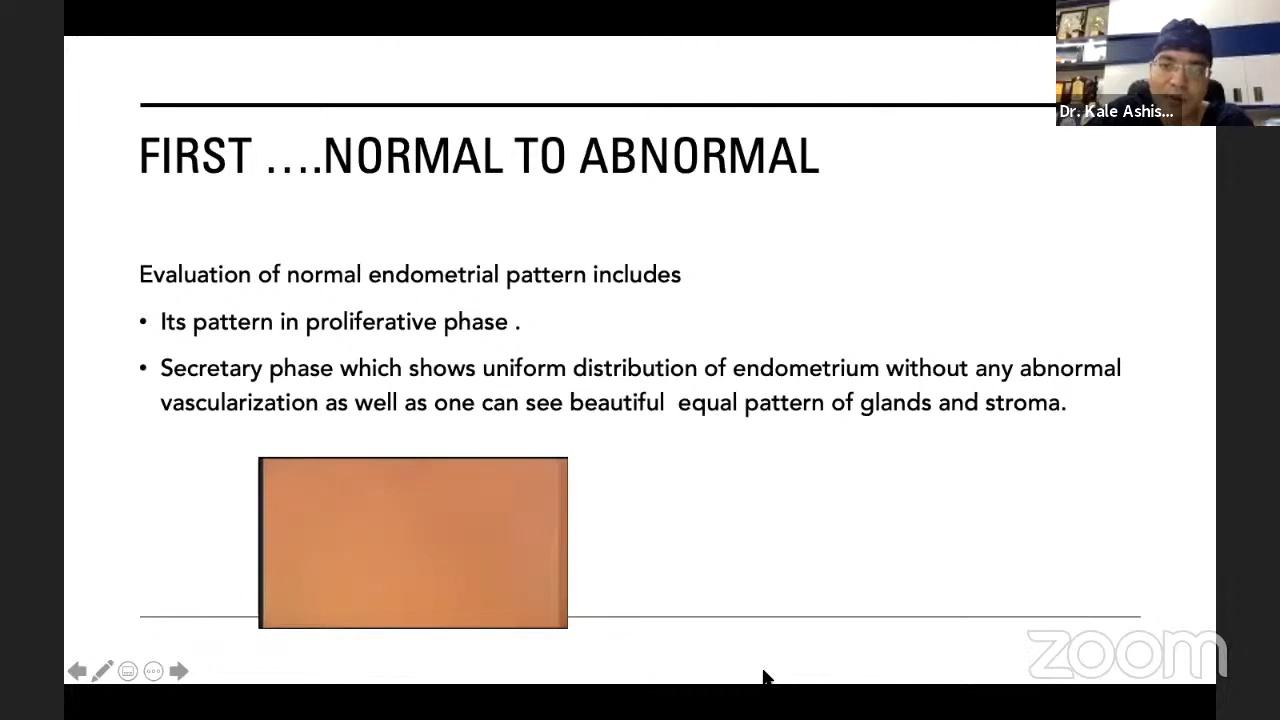 Dr. Kale Ashis...
FIRST ….NORMAL TO ABNORMAL
Evaluation of normal endometrial pattern includes
• Its pattern in proliferative phase .
• Secretary phase which shows uniform distribution of endometrium without any abnormal
vascularization as well as one can see beautiful equal pattern of glands and stroma.
zoom